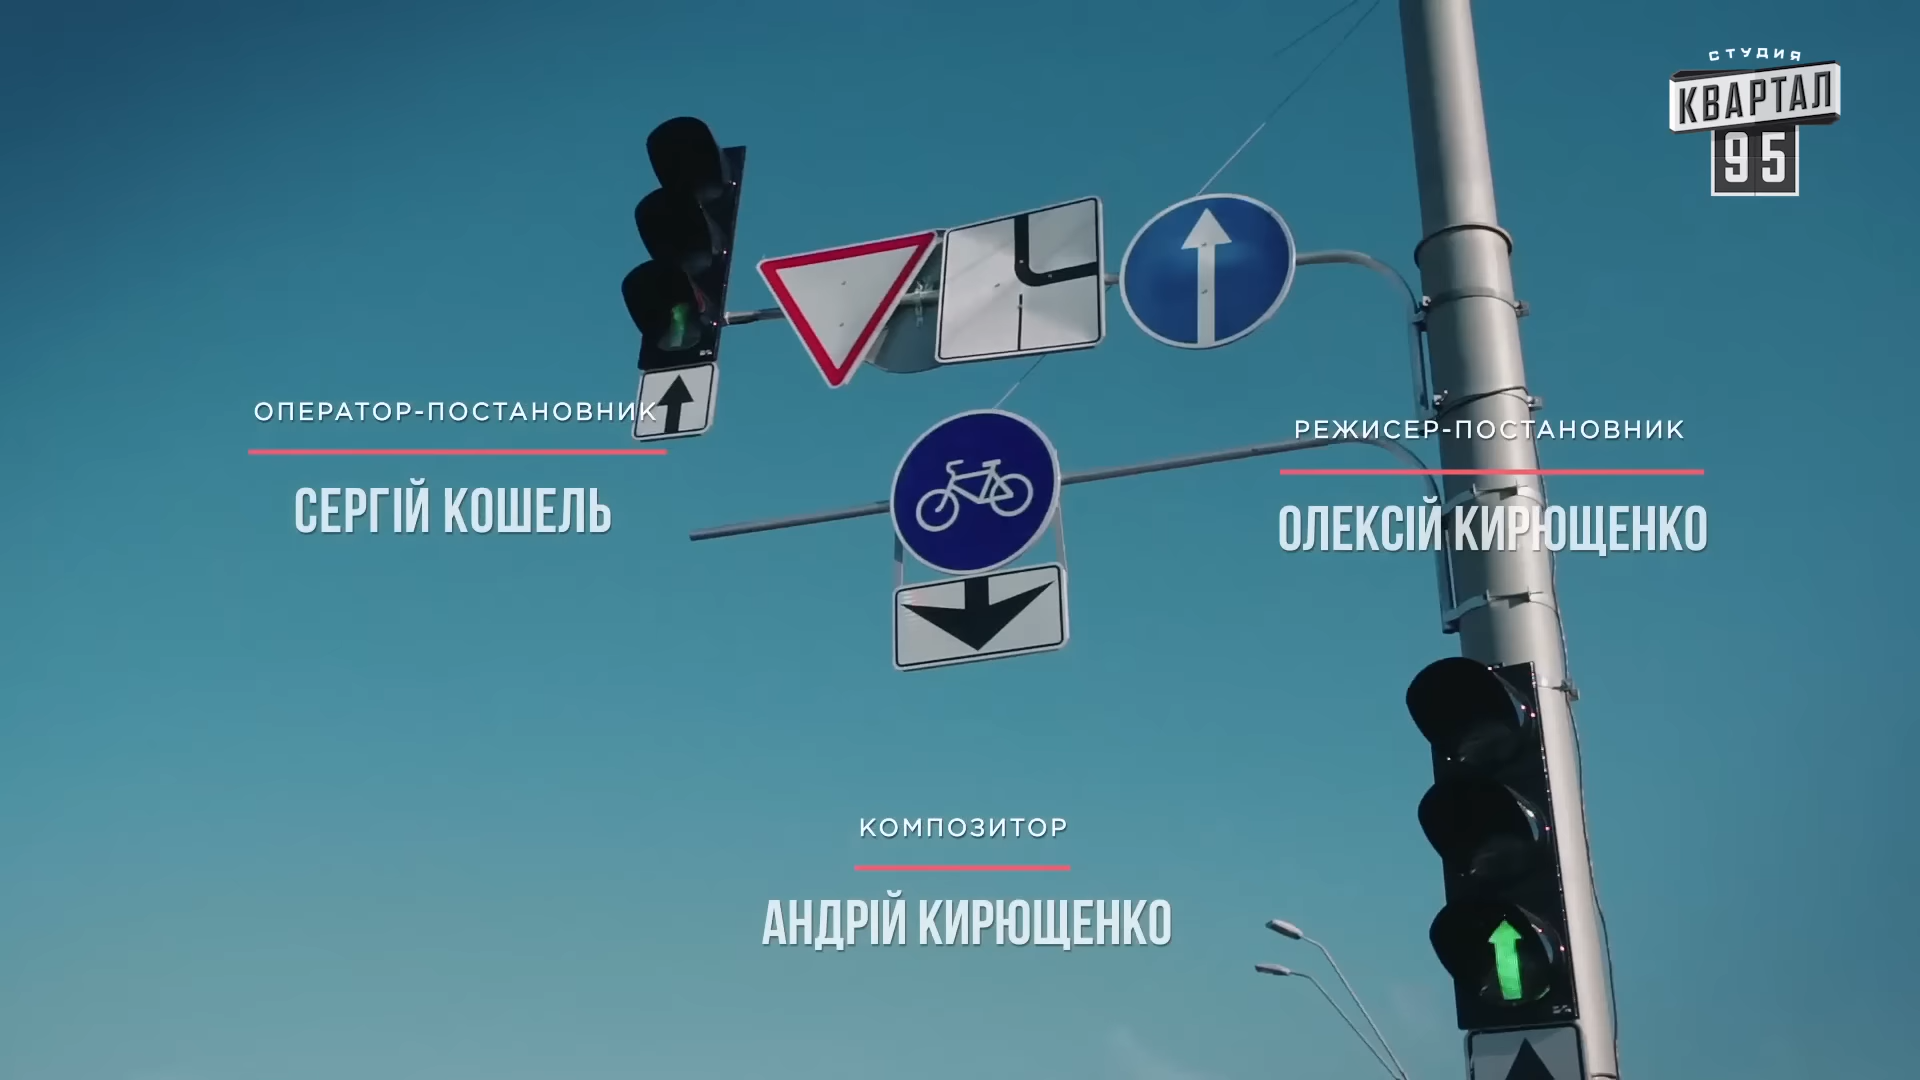 СТУДИЯ
КВАРТАЛ
95
ОПЕРАТОР-ПОСТАНОВНИК
СЕРГІЙ КОШЕЛЬ
РЕЖИСЕР-ПОСТАНОВНИК
ОЛЕКСІЙ КИРЮЩЕНКО
КОМПОЗИТОР
АНДРІЙ КИРЮЩЕНКО